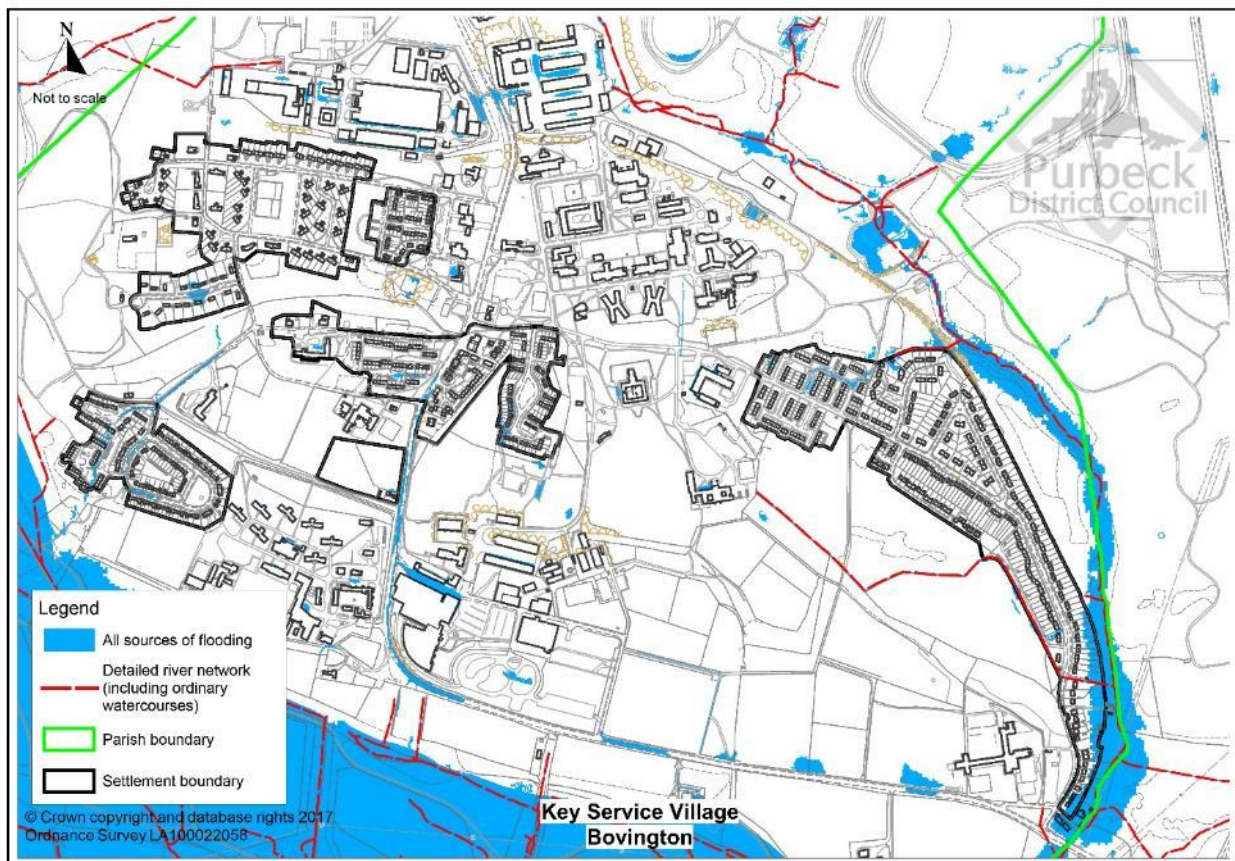 N
Not to scale
Purbeck
District Council
Legend
All sources of flooding
Detailed river network
(including ordinary
watercourses)
Parish boundary
Settlement boundary
© Crown copyright and database rights 2017
Ordnance Survey LA100022058
Key Service Village
Bovington